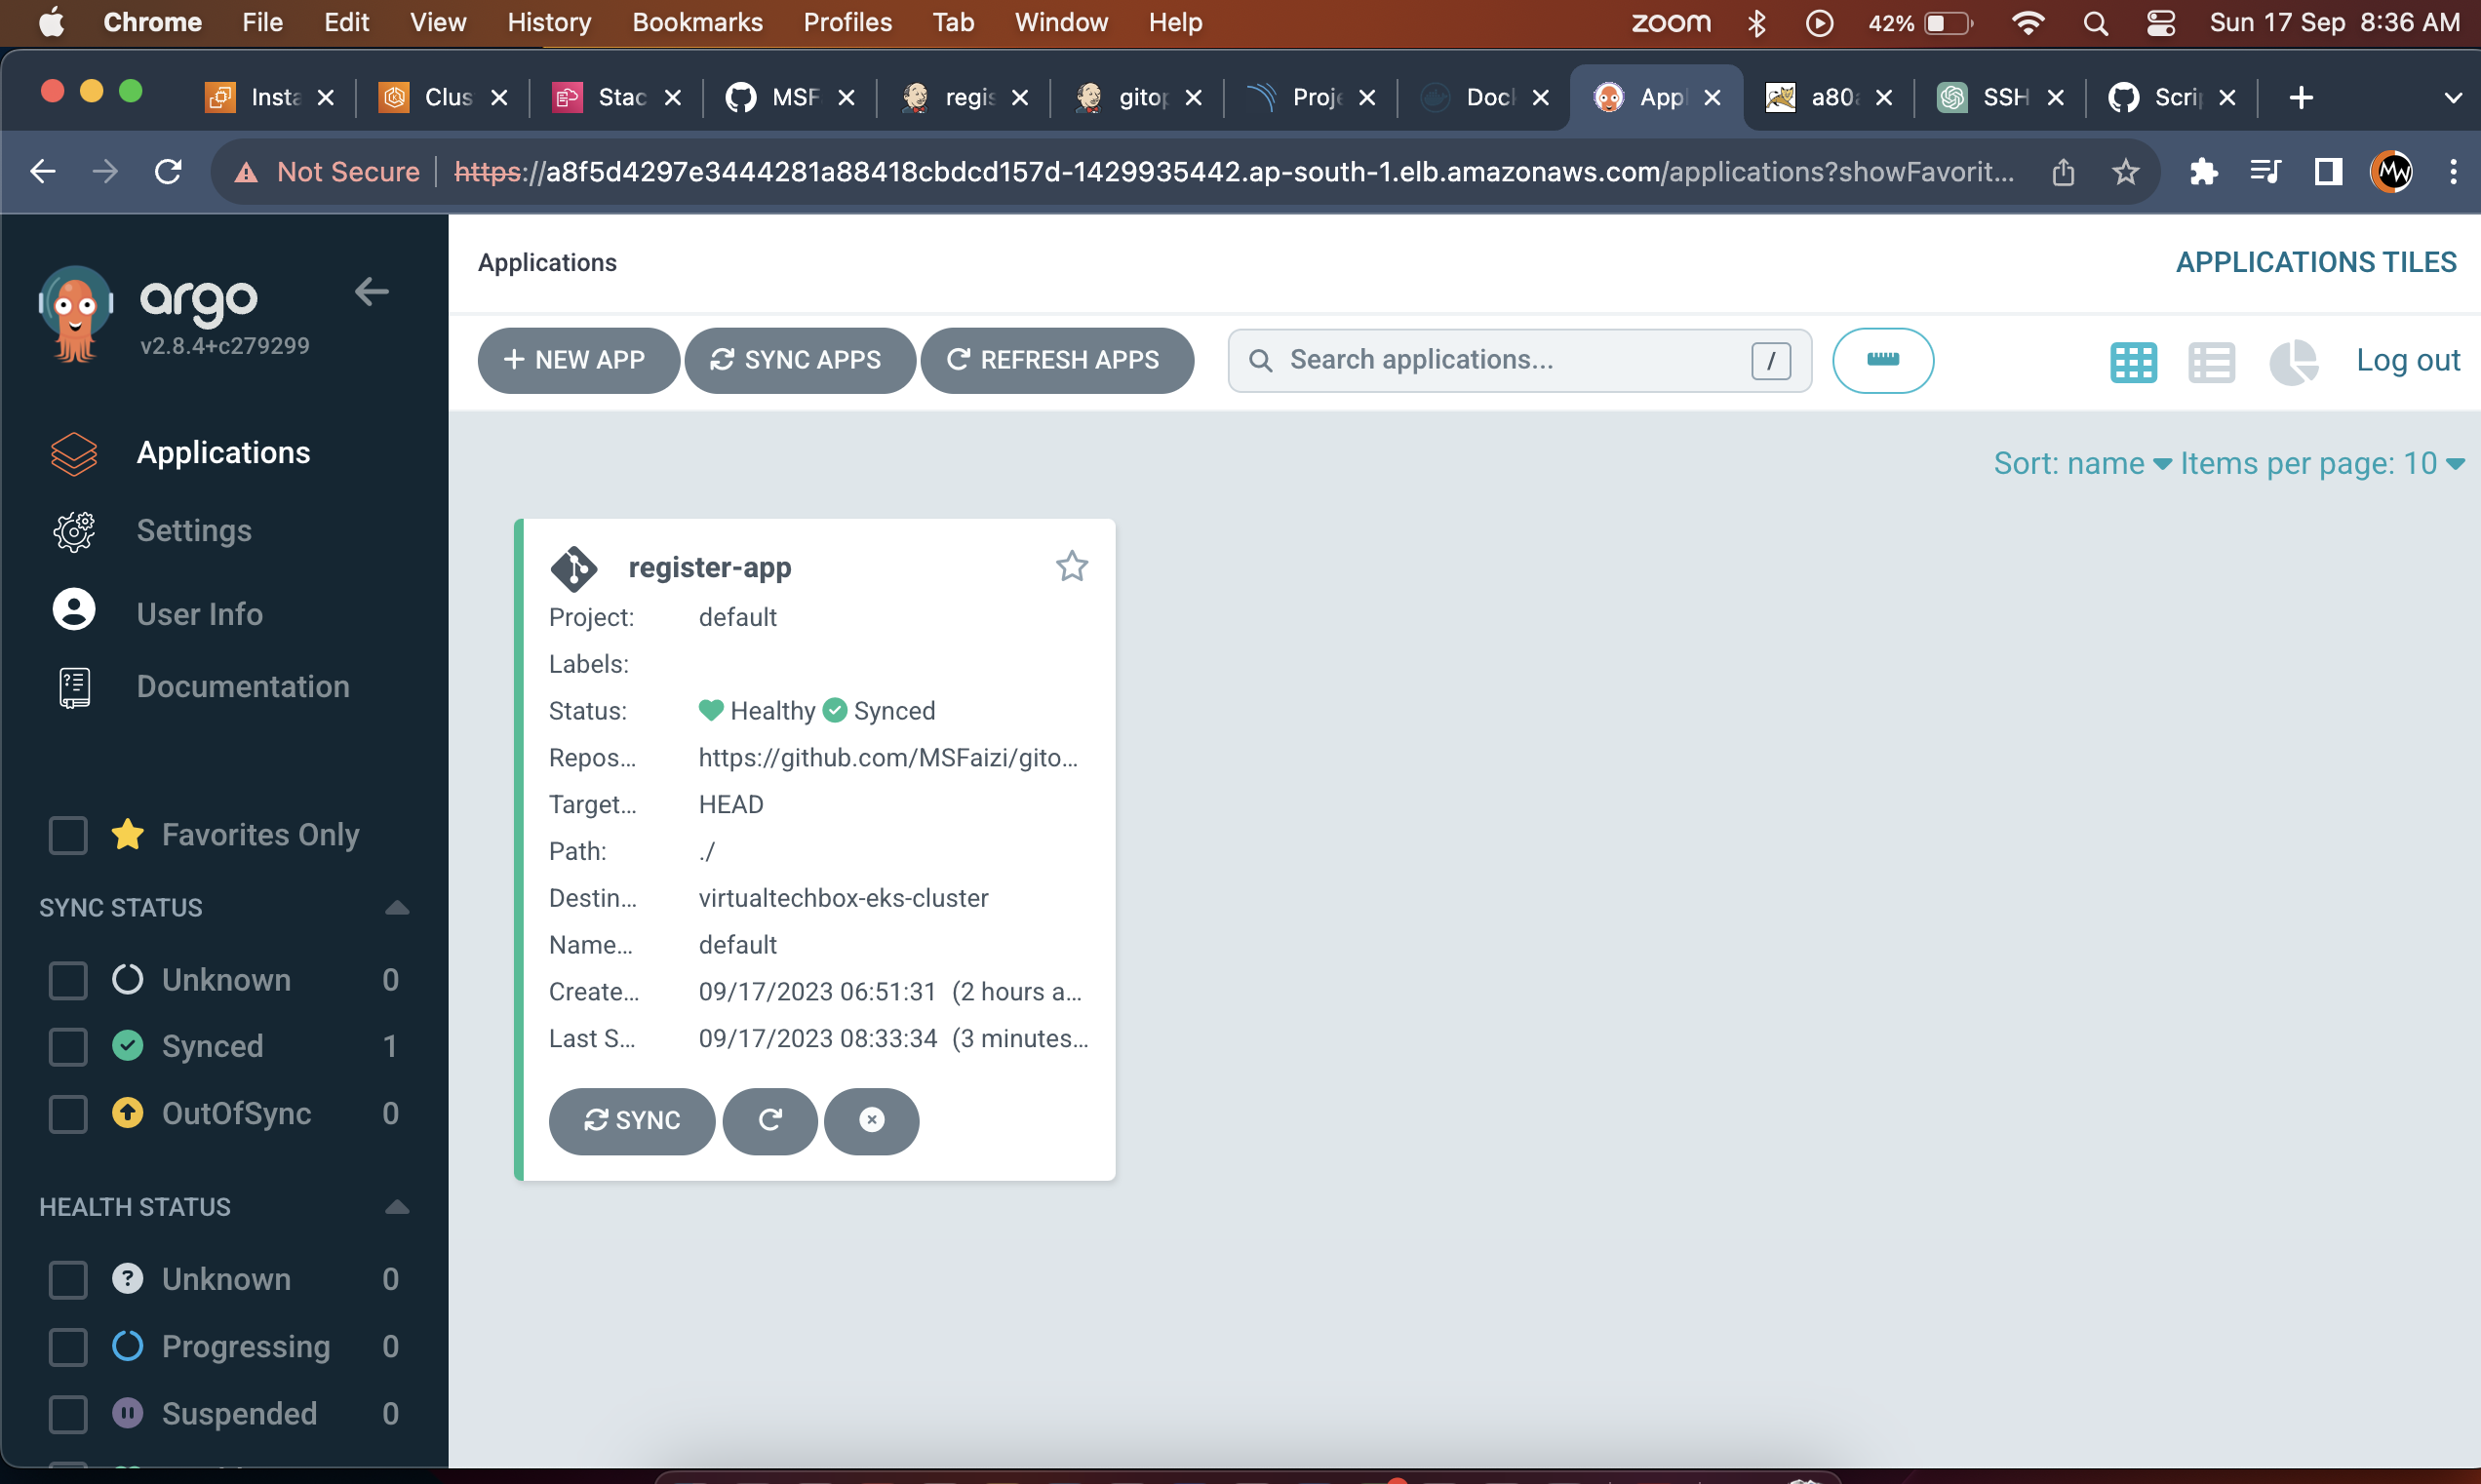 Chrome File Edit View History Bookmarks Profiles Tab Window Help zoom 42% Sun 17 Sep 8:36 AM
Insta Clus Stac MSF regis gitop Proje Doc App a80 SSH Scrip
Not Secure https://a8f5d4297e3444281a88418cbdcd157d-1429935442.ap-south-1.elb.amazonaws.com/applications?showFavorit...
argo
v2.8.4+c279299
Applications
Settings
User Info
Documentation
Favorites Only
SYNC STATUS
Unknown 0
Synced 1
OutOfSync 0
HEALTH STATUS
Unknown 0
Progressing 0
Suspended 0
Applications APPLICATIONS TILES
+ NEW APP SYNC APPS REFRESH APPS Search applications... / Log out
Sort: name Items per page: 10
register-app
Project: default
Labels:
Status: Healthy Synced
Repos... https://github.com/MSFaizi/gito...
Target... HEAD
Path: ./
Destin... virtualtechbox-eks-cluster
Name... default
Create... 09/17/2023 06:51:31 (2 hours a...
Last S... 09/17/2023 08:33:34 (3 minutes...
SYNC